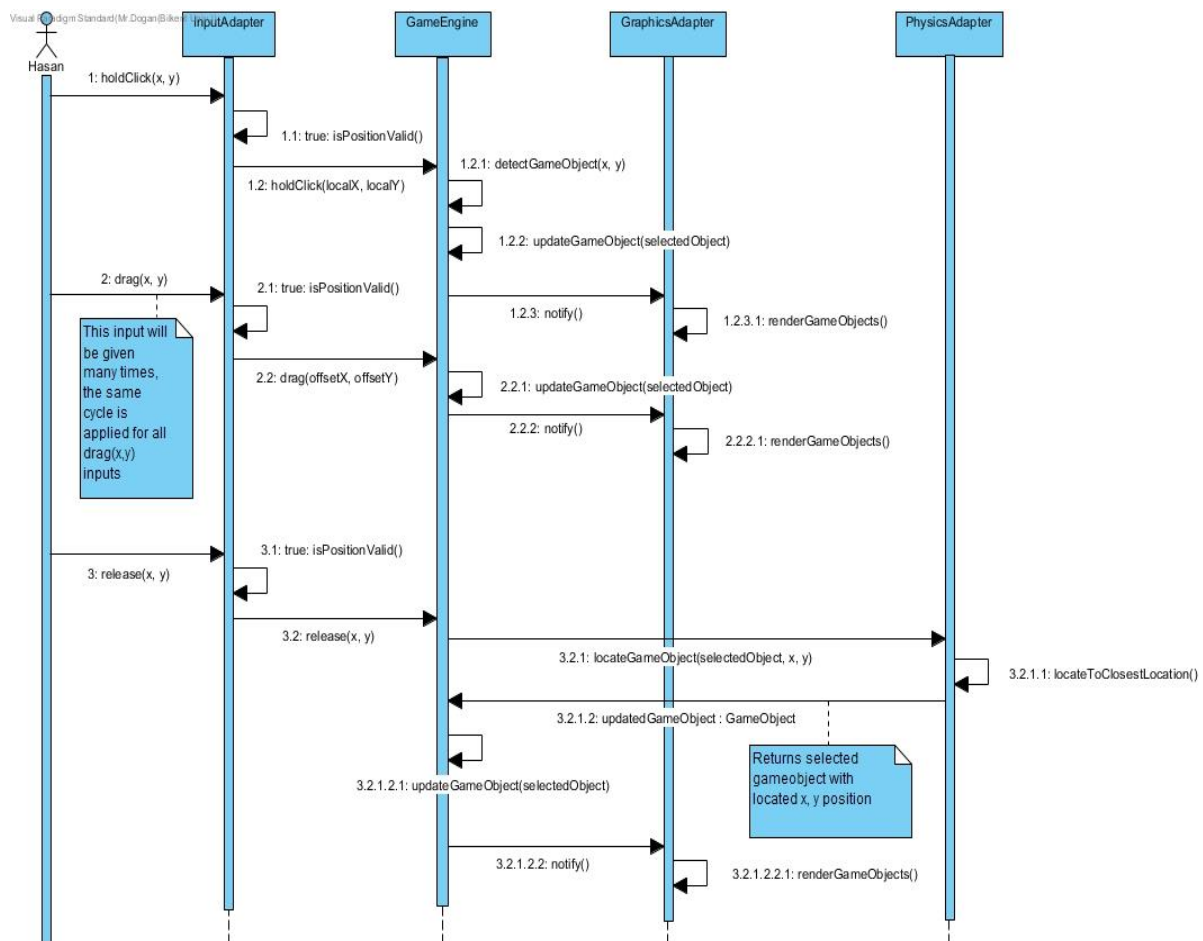 Visual Paradigm Standard(Mr.Dogan(Bilkent
InputAdapter
GameEngine
GraphicsAdapter
PhysicsAdapter
Hasan
1: holdClick(x, y)
1.1: true: isPositionValid()
1.2.1: detectGameObject(x, y)
1.2: holdClick(localX, localY)
1.2.2: updateGameObject(selectedObject)
2: drag(x, y)
2.1: true: isPositionValid()
1.2.3: notify()
1.2.3.1: renderGameObjects()
This input will
be given
many times,
the same
cycle is
applied for all
drag(x,y)
inputs
2.2: drag(offsetX, offsetY)
2.2.1: updateGameObject(selectedObject)
2.2.2: notify()
2.2.2.1: renderGameObjects()
3.1: true: isPositionValid()
3: release(x, y)
3.2: release(x, y)
3.2.1: locateGameObject(selectedObject, x, y)
3.2.1.1: locateToClosestLocation()
3.2.1.2: updatedGameObject : GameObject
Returns selected
gameobject with
located x, y position
3.2.1.2.1: updateGameObject(selectedObject)
3.2.1.2.2: notify()
3.2.1.2.2.1: renderGameObjects()